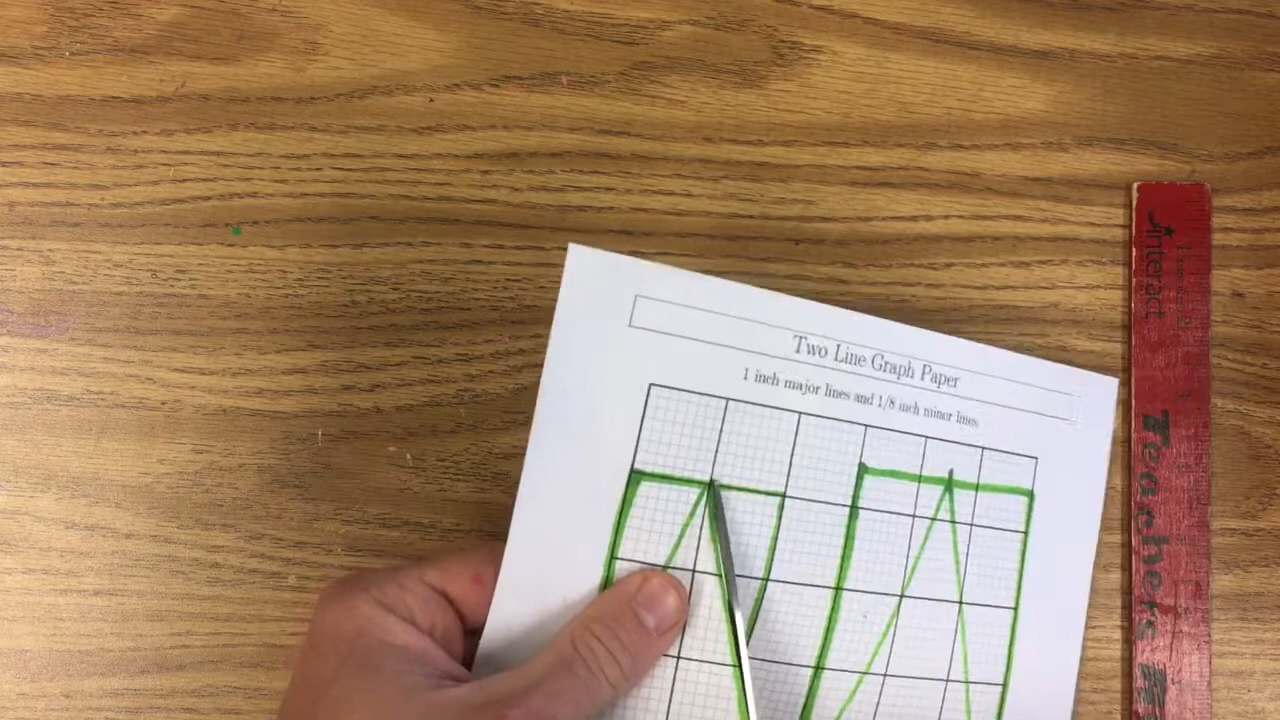 Two Line Graph Paper
1 inch major lines and 1/8 inch minor lines
interact
Teachers